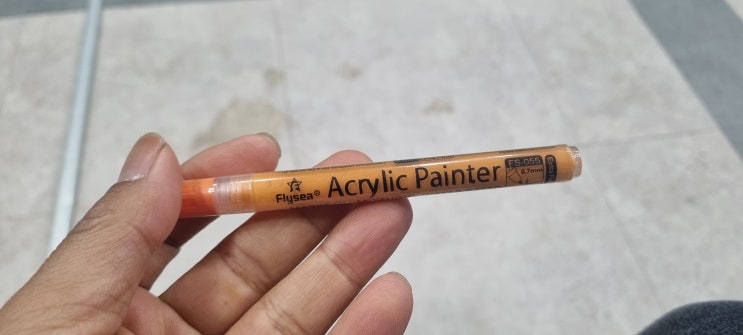 Flysea®
Acrylic Painter
FS-055
0.7mm